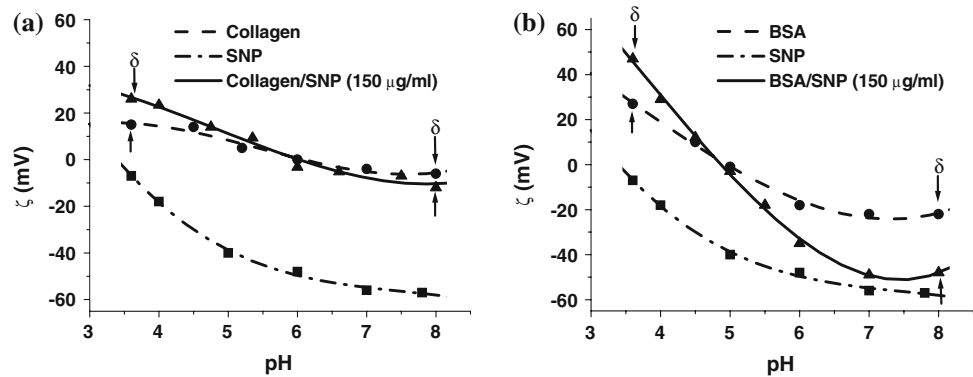 (a)
Collagen
SNP
Collagen/SNP (150 μg/ml)
δ
δ
60
40
20
0
-20
-40
-60
ζ (mV)
3
4
5
6
7
8
pH
(b)
BSA
SNP
BSA/SNP (150 μg/ml)
δ
δ
60
40
20
0
-20
-40
-60
ζ (mV)
3
4
5
6
7
8
pH